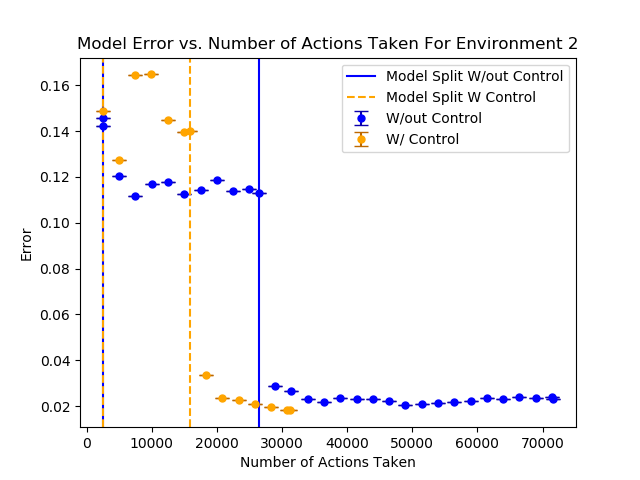 Model Error vs. Number of Actions Taken For Environment 2
Model Split W/out Control
Model Split W Control
W/out Control
W/ Control
0.16
0.14
0.12
0.10
0.08
0.06
0.04
0.02
Error
0 10000 20000 30000 40000 50000 60000 70000
Number of Actions Taken